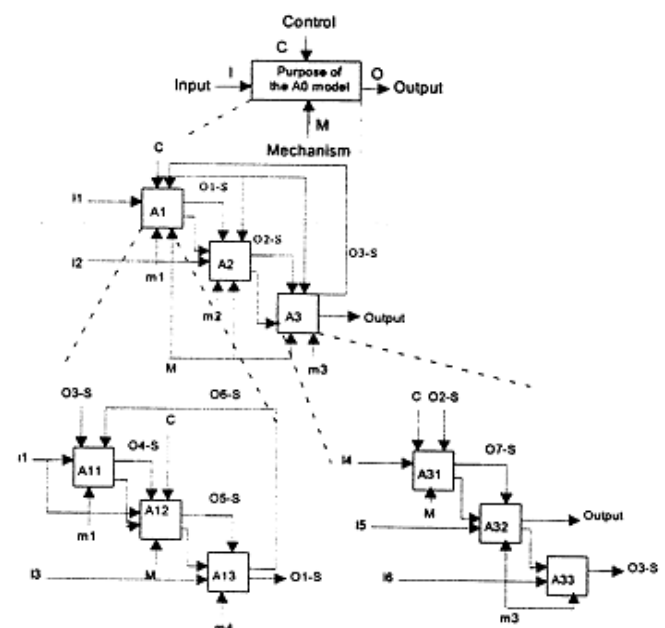 Control
C
Input
I
Purpose of
the A0 model
O
Output
M
Mechanism
C
I1
A1
O1-S
I2
m1
A2
O2-S
O3-S
m2
A3
Output
M
m3
O3-S
O6-S
C
I1
A11
O4-S
m1
A12
O5-S
I3
M
A13
O1-S
m4
C
O2-S
I4
A31
O7-S
M
I5
A32
Output
I6
A33
O3-S
m3